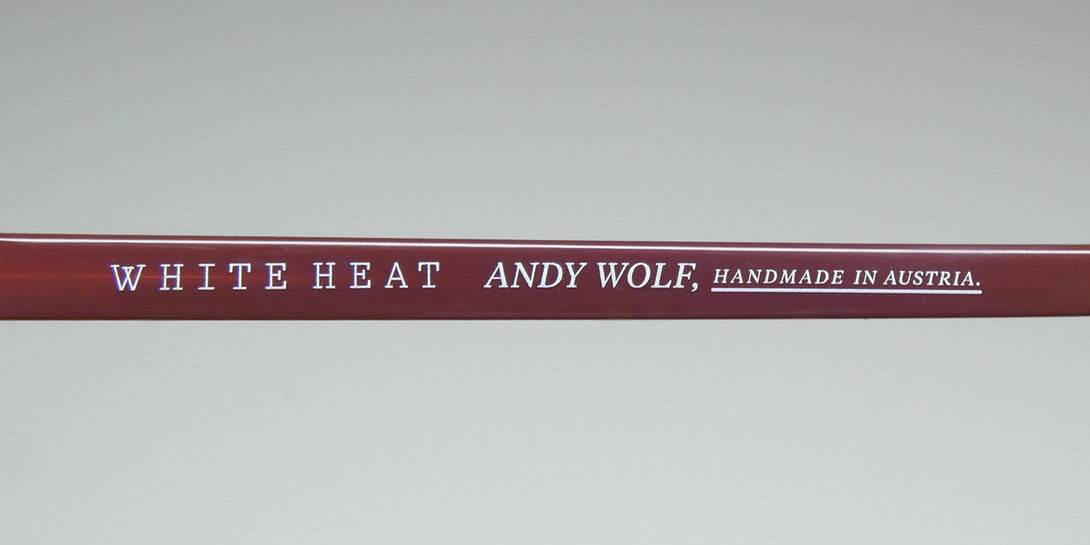 WHITE HEAT ANDY WOLF, HANDMADE IN AUSTRIA.